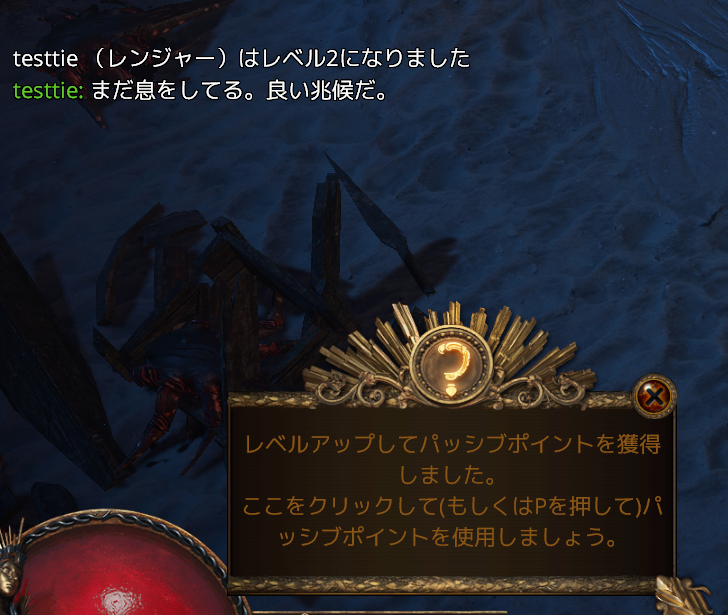 testtie （レンジャー）はレベル2になりました
testtie: まだ息をしてる。良い兆候だ。
レベルアップしてパッシブポイントを獲得
しました。
ここをクリックして(もしくはPを押して)パ
ッシブポイントを使用しましょう。